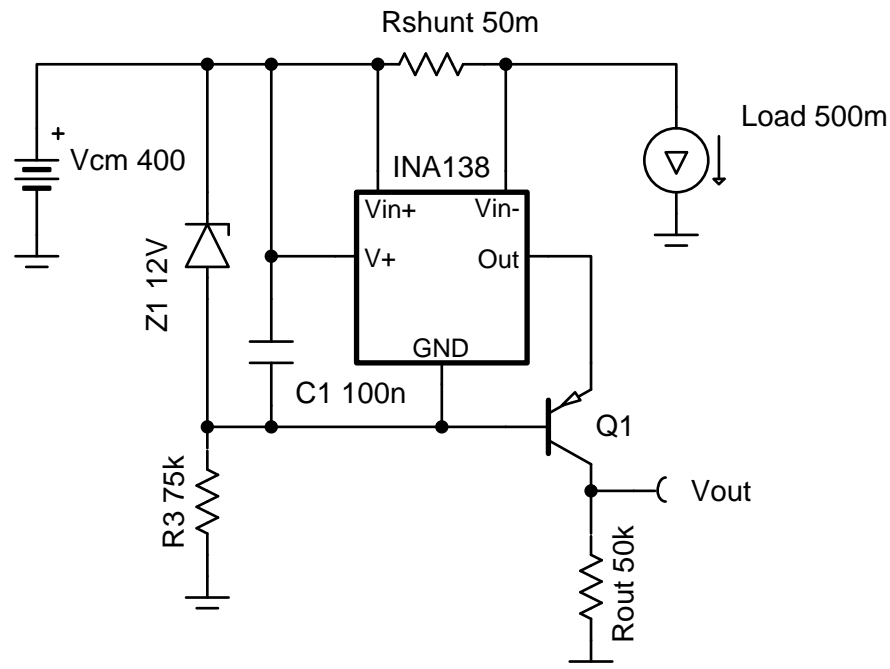 Rshunt 50m
Load 500m
+
Vcm 400
INA138
Vin+
Vin-
Z1 12V
V+
Out
GND
C1 100n
Q1
R3 75k
Vout
Rout 50k